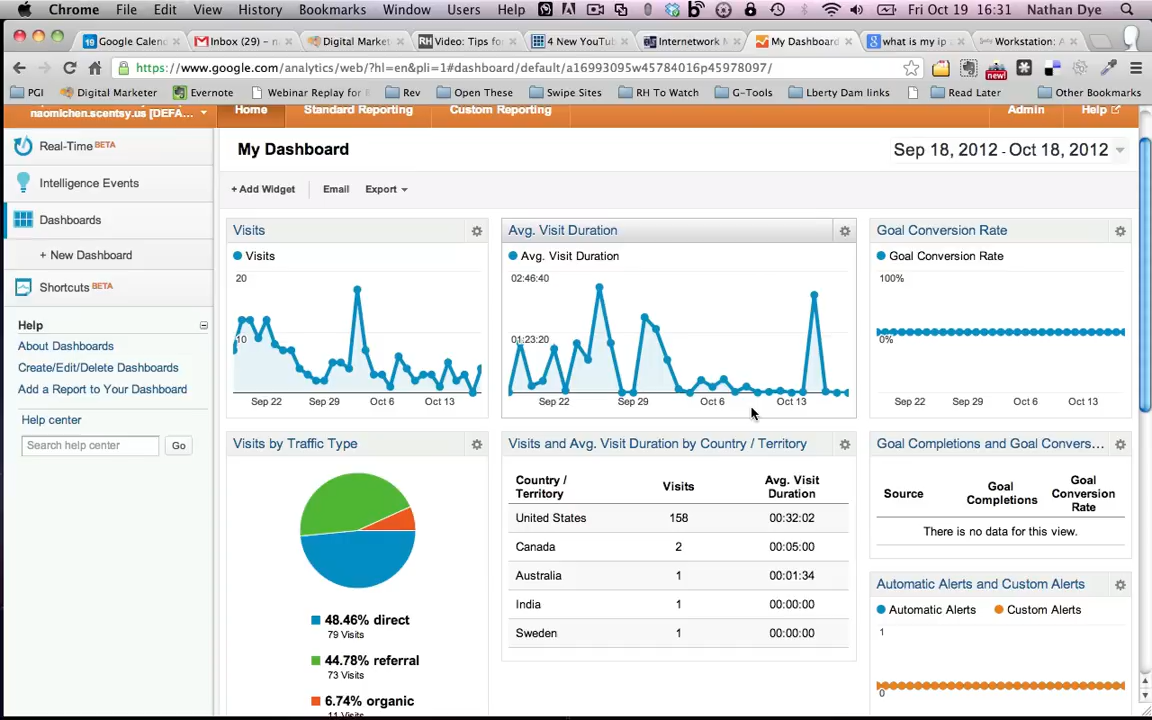 Chrome File Edit View History Bookmarks Window Users Help Fri Oct 19 16:31 Nathan Dye
Google Calend Inbox (29) – n Digital Market Video: Tips for 4 New YouTub Internetwork M My Dashboard what is my ip Workstation: A
https://www.google.com/analytics/web/?hl=en&pli=1#dashboard/default/a16993095w45784016p45978097/
PGI Digital Marketer Evernote Webinar Replay for Rev Open These Swipe Sites RH To Watch G-Tools Lberty Dam links Read Later Other Bookmarks
new!
naomichen.scentsy.us [DEFA... Home Standard Reporting Custom Reporting Admin Help
Real-Time BETA
Intelligence Events
Dashboards
+ New Dashboard
Shortcuts BETA
Help
About Dashboards
Create/Edit/Delete Dashboards
Add a Report to Your Dashboard
Help center
Search help center Go
My Dashboard
Sep 18, 2012 - Oct 18, 2012
+ Add Widget Email Export
Visits
Visits
20
10
Sep 22 Sep 29 Oct 6 Oct 13
Avg. Visit Duration
Avg. Visit Duration
02:46:40
01:23:20
Sep 22 Sep 29 Oct 6 Oct 13
Goal Conversion Rate
Goal Conversion Rate
100%
0%
Sep 22 Sep 29 Oct 6 Oct 13
Visits by Traffic Type
48.46% direct
79 Visits
44.78% referral
73 Visits
6.74% organic
11 Visits
Visits and Avg. Visit Duration by Country / Territory
Country / Territory Visits Avg. Visit Duration
United States 158 00:32:02
Canada 2 00:05:00
Australia 1 00:01:34
India 1 00:00:00
Sweden 1 00:00:00
Goal Completions and Goal Convers...
Source Goal Completions Goal Conversion Rate
There is no data for this view.
Automatic Alerts and Custom Alerts
Automatic Alerts Custom Alerts
1
0